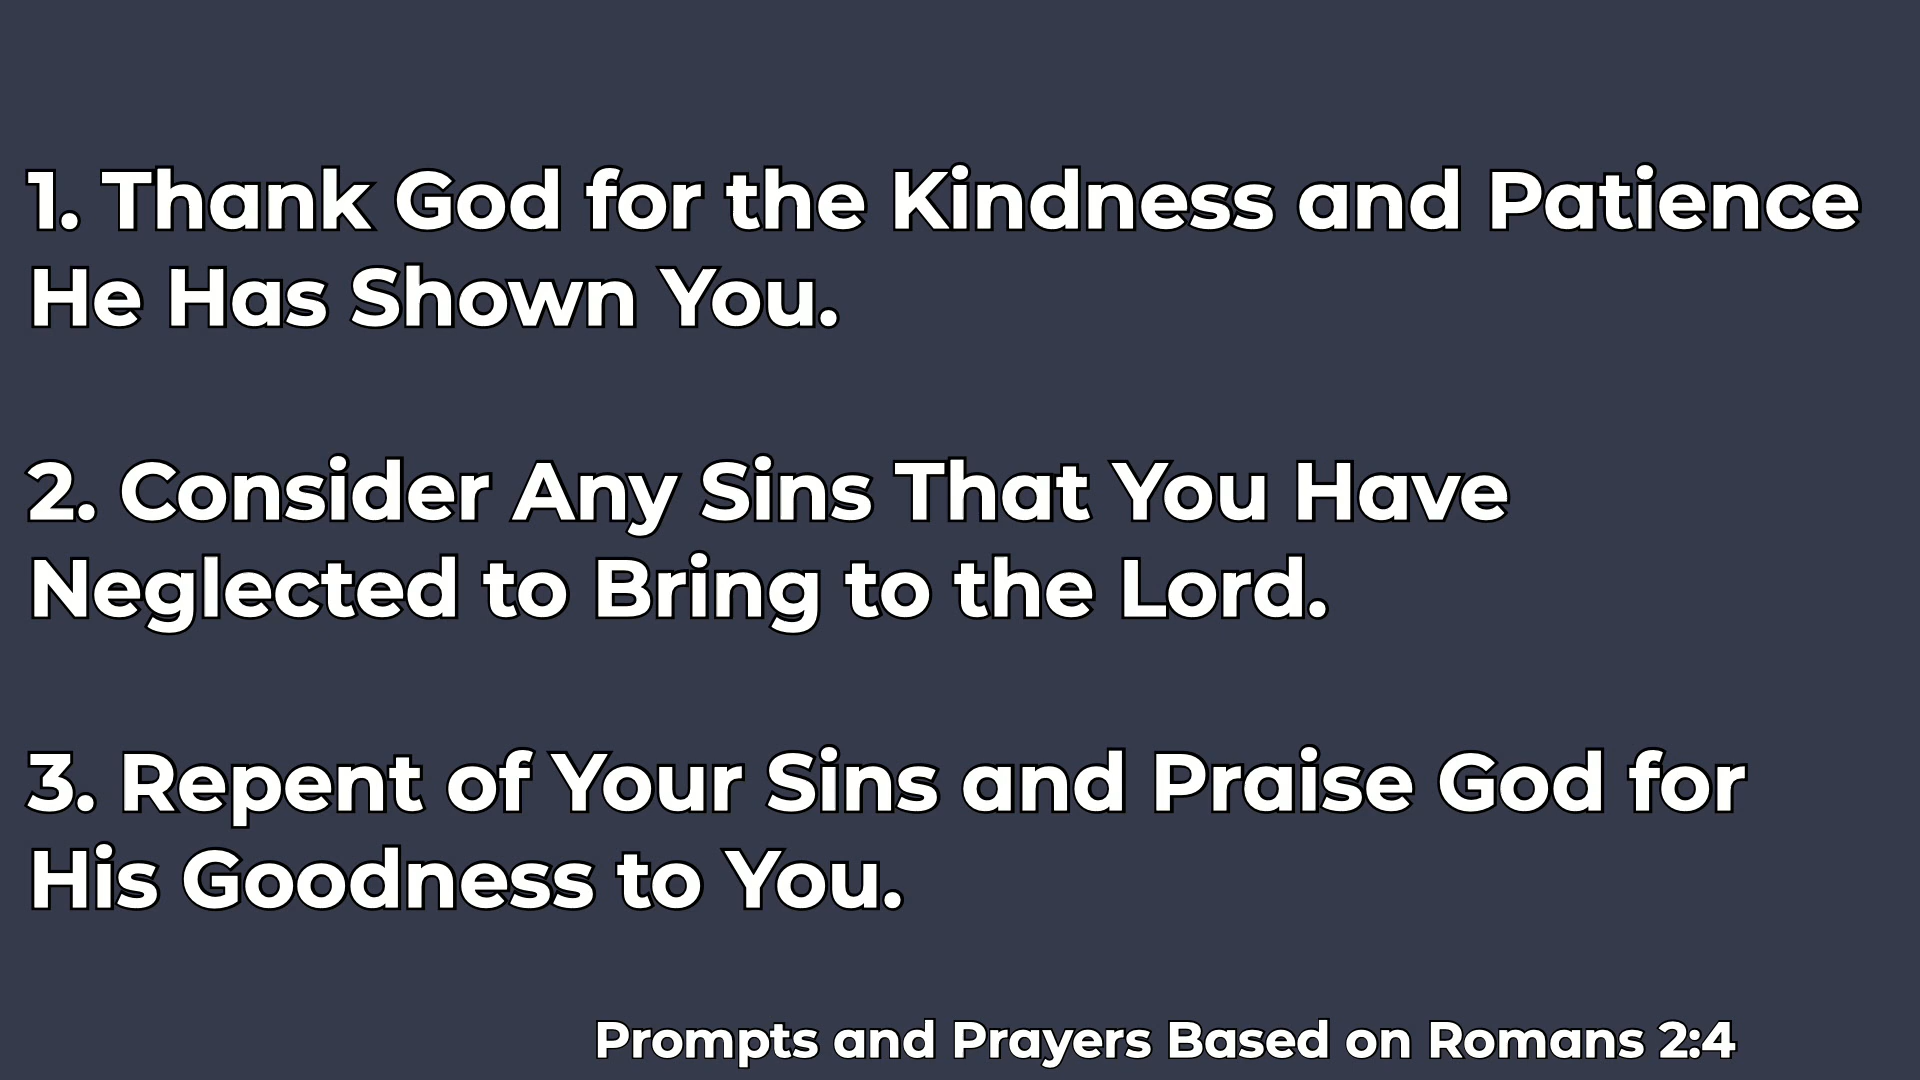 1. Thank God for the Kindness and Patience
He Has Shown You.
2. Consider Any Sins That You Have
Neglected to Bring to the Lord.
3. Repent of Your Sins and Praise God for
His Goodness to You.
Prompts and Prayers Based on Romans 2:4